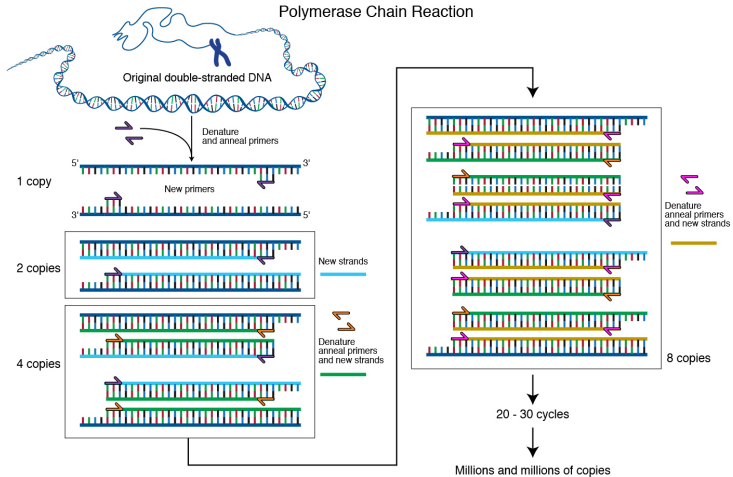 Polymerase Chain Reaction
Original double-stranded DNA
Denature
and anneal primers
5'
3'
1 copy
New primers
3'
5'
2 copies
New strands
4 copies
Denature
anneal primers
and new strands
Denature
anneal primers
and new strands
8 copies
20 - 30 cycles
Millions and millions of copies